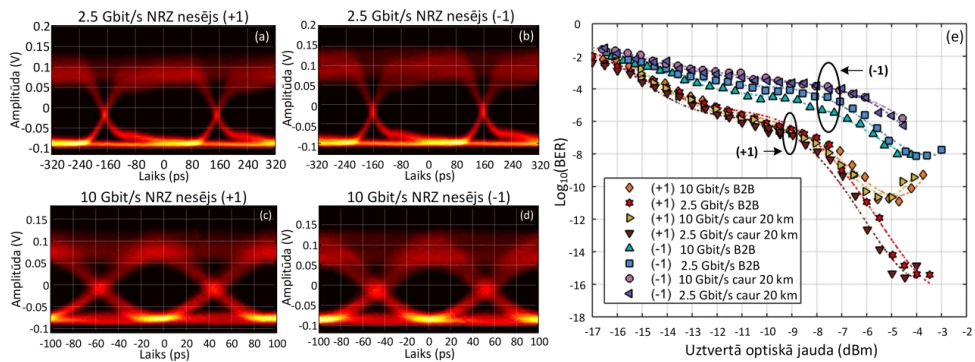 2.5 Gbit/s NRZ nesējs (+1)
(a)
Amplitūda (V)
0.2
0.15
0.1
0.05
0
-0.05
-0.1
-320 -240 -160 -80 0 80 160 240 320
Laiks (ps)
2.5 Gbit/s NRZ nesējs (-1)
(b)
Amplitūda (V)
0.2
0.15
0.1
0.05
0
-0.05
-0.1
-320 -240 -160 -80 0 80 160 240 320
Laiks (ps)
10 Gbit/s NRZ nesējs (+1)
(c)
Amplitūda (V)
0.2
0.15
0.1
0.05
0
-0.05
-0.1
-100 -80 -60 -40 -20 0 20 40 60 80 100
Laiks (ps)
10 Gbit/s NRZ nesējs (-1)
(d)
Amplitūda (V)
0.2
0.15
0.1
0.05
0
-0.05
-0.1
-100 -80 -60 -40 -20 0 20 40 60 80 100
Laiks (ps)
(e)
Log10(BER)
0
-2
-4
-6
-8
-10
-12
-14
-16
-18
(-1)
(+1)
(+1) 10 Gbit/s B2B
(+1) 2.5 Gbit/s B2B
(+1) 10 Gbit/s caur 20 km
(+1) 2.5 Gbit/s caur 20 km
(-1) 10 Gbit/s B2B
(-1) 2.5 Gbit/s B2B
(-1) 10 Gbit/s caur 20 km
(-1) 2.5 Gbit/s caur 20 km
-17 -16 -15 -14 -13 -12 -11 -10 -9 -8 -7 -6 -5 -4 -3 -2
Uztvertā optiskā jauda (dBm)